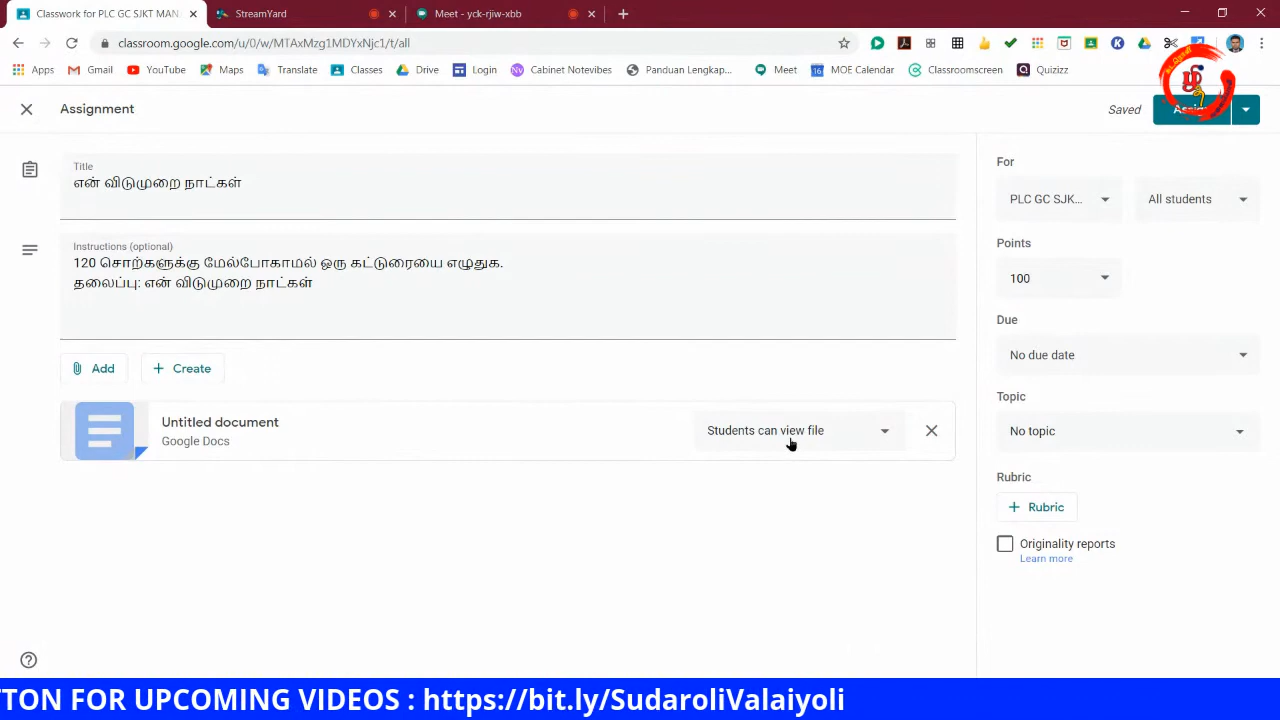 Classwork for PLC GC SJKT MAN
StreamYard
Meet - yck-rjiw-xbb
classroom.google.com/u/0/w/MTAxMzg1MDYxNjc1/t/all
Apps
Gmail
YouTube
Maps
Translate
Classes
Drive
Login
Cabinet Notevibes
Panduan Lengkap...
Meet
MOE Calendar
Classroomscreen
Quizizz
Assignment
Saved
Title
என் விடுமுறை நாட்கள்
Instructions (optional)
120 சொற்களுக்கு மேல்போகாமல் ஒரு கட்டுரையை எழுதுக.
தலைப்பு: என் விடுமுறை நாட்கள்
Add
Create
Untitled document
Google Docs
Students can view file
For
PLC GC SJK...
All students
Points
100
Due
No due date
Topic
No topic
Rubric
Rubric
Originality reports
Learn more
TTON FOR UPCOMING VIDEOS : https://bit.ly/SudaroliValaiyoli